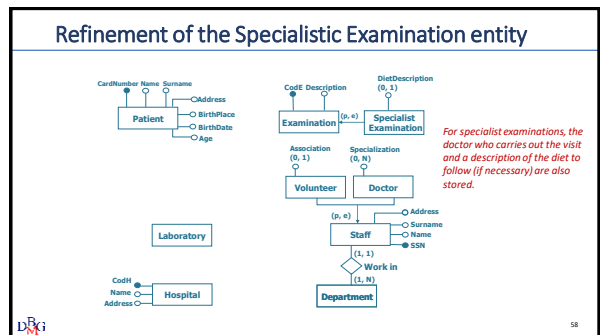 Refinement of the Specialistic Examination entity
CardNumber Name Surname
Address
BirthPlace
BirthDate
Age
Patient
CodE Description
DietDescription
(0, 1)
Examination
(p, e)
Specialist
Examination
For specialist examinations, the
doctor who carries out the visit
and a description of the diet to
follow (if necessary) are also
stored.
Association
(0, 1)
Specialization
(0, N)
Volunteer
Doctor
(p, e)
Address
Surname
Name
SSN
Staff
Laboratory
(1, 1)
Work in
(1, N)
Department
CodH
Name
Address
Hospital
DBMG
58